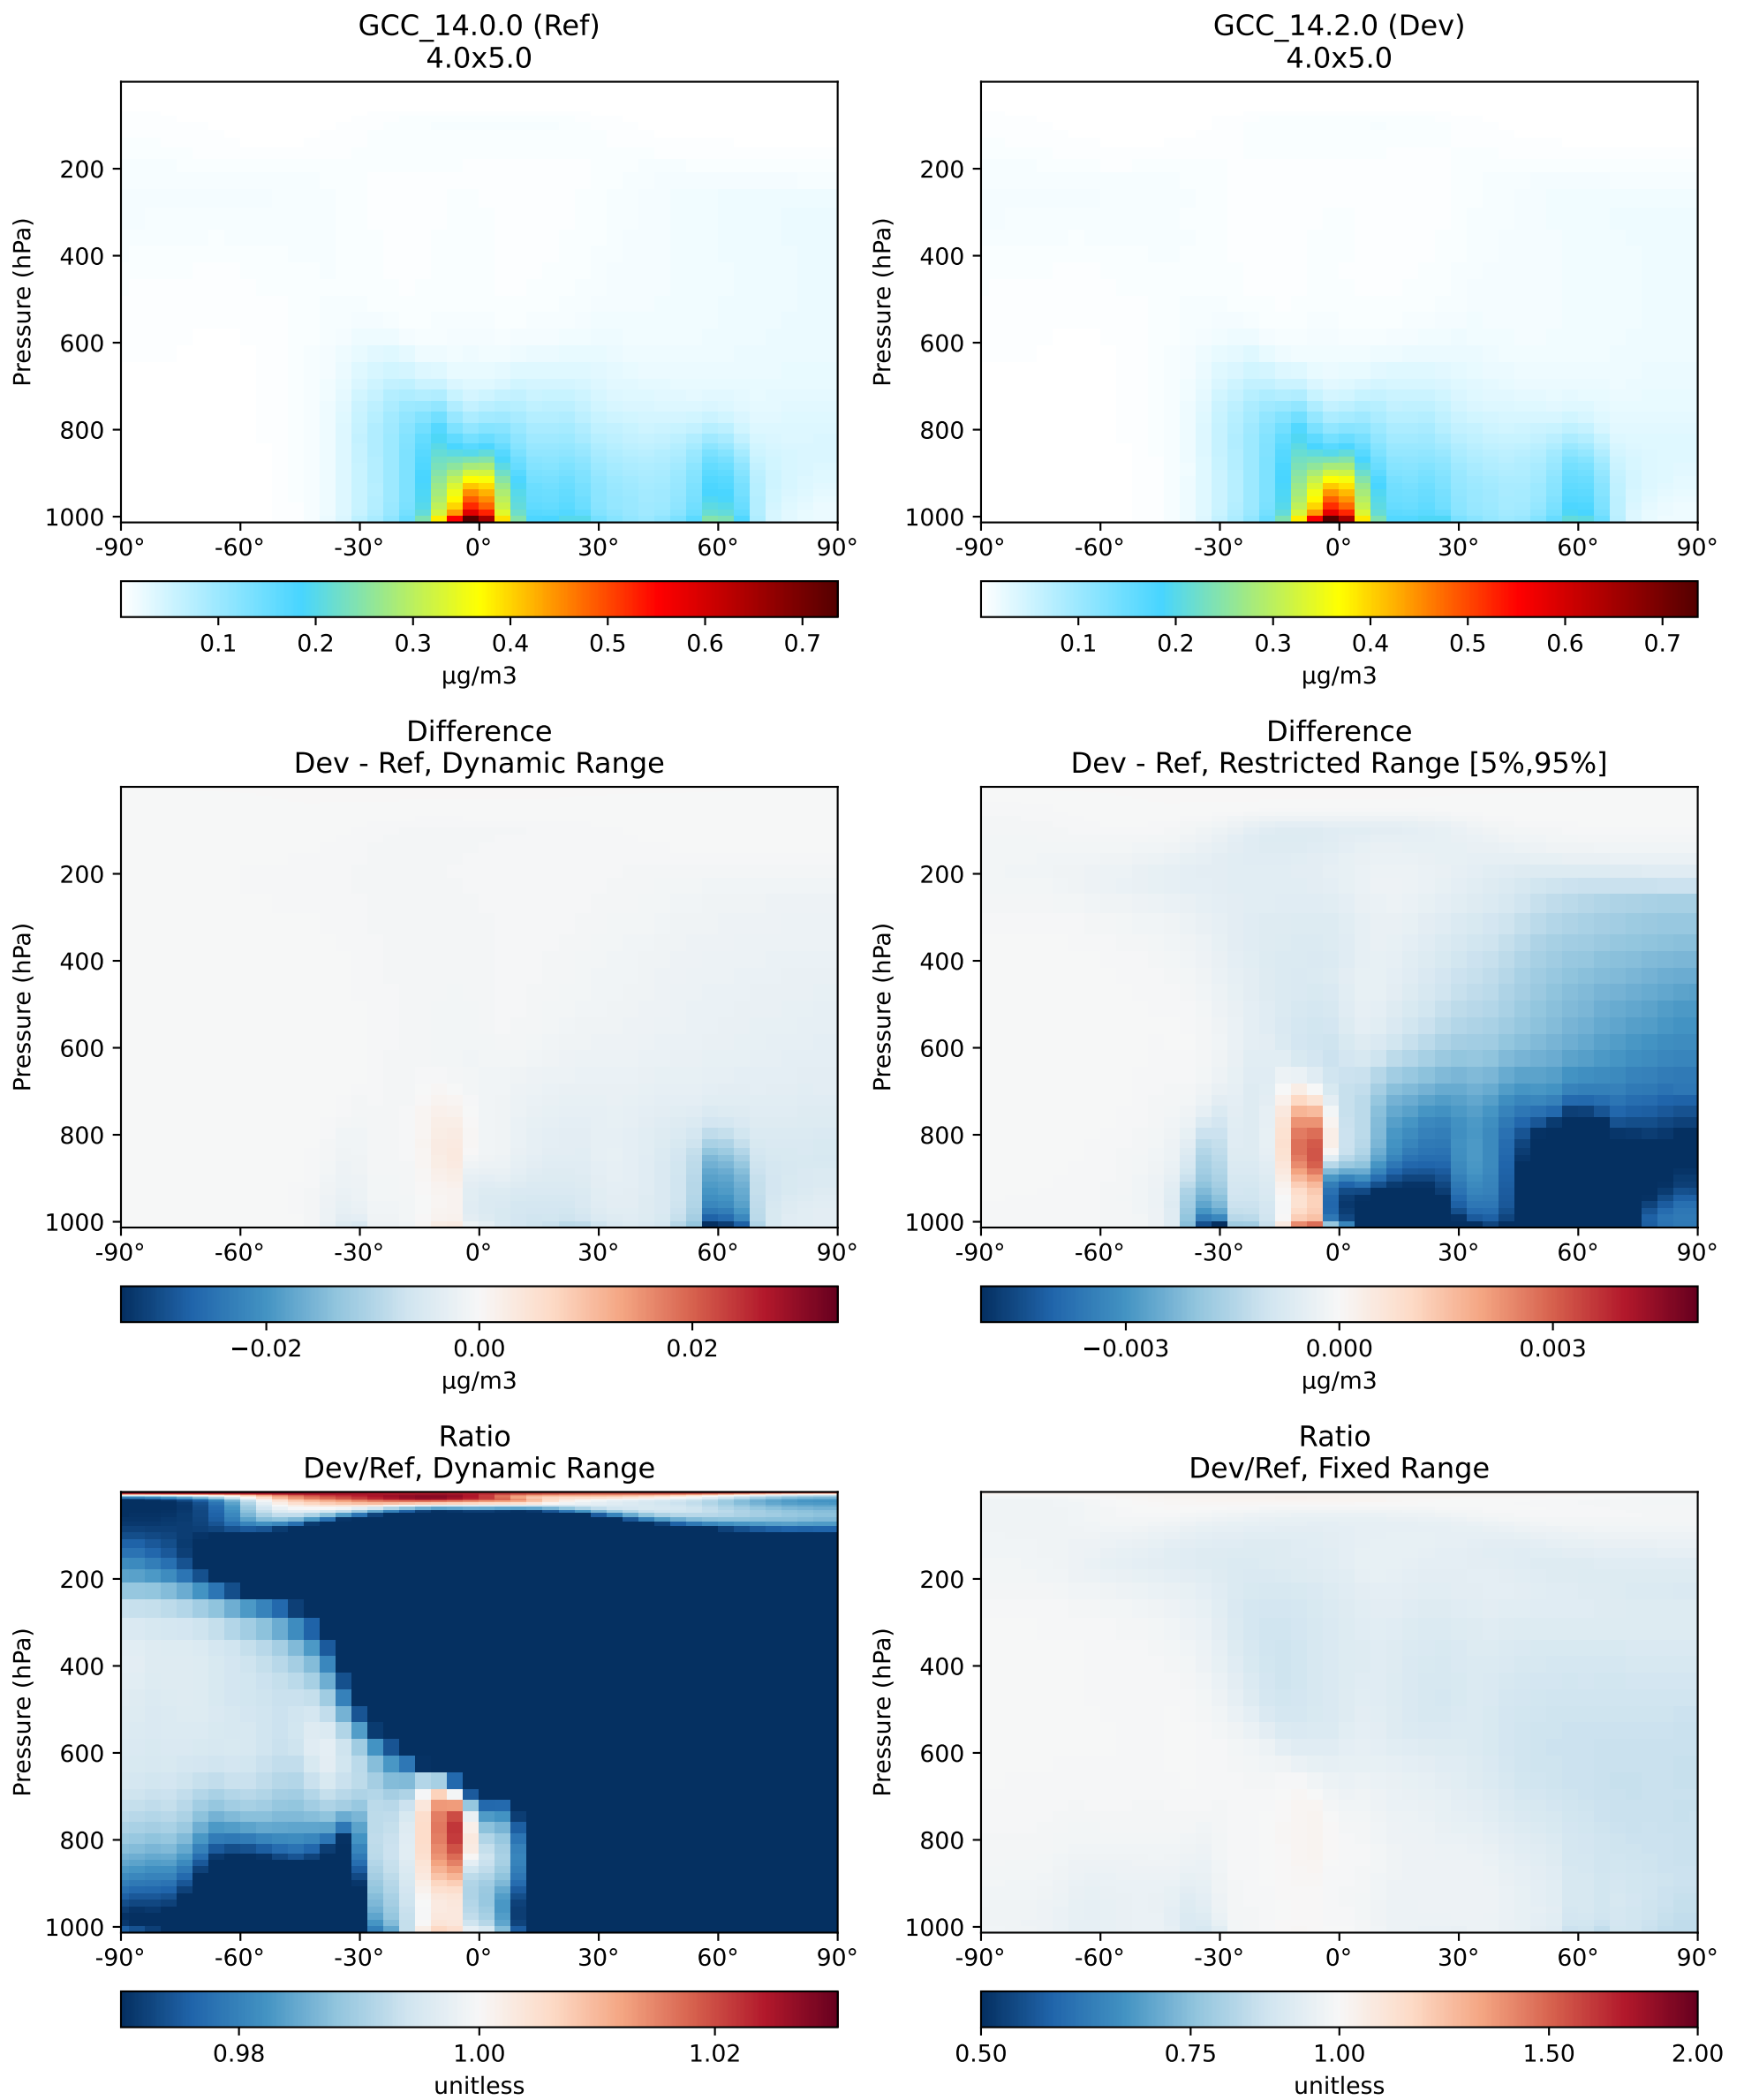 GCC_14.0.0 (Ref)
4.0x5.0
Pressure (hPa)
200
400
600
800
1000
-90° -60° -30° 0° 30° 60° 90°
0.1 0.2 0.3 0.4 0.5 0.6 0.7
μg/m3
GCC_14.2.0 (Dev)
4.0x5.0
Pressure (hPa)
200
400
600
800
1000
-90° -60° -30° 0° 30° 60° 90°
0.1 0.2 0.3 0.4 0.5 0.6 0.7
μg/m3
Difference
Dev - Ref, Dynamic Range
Pressure (hPa)
200
400
600
800
1000
-90° -60° -30° 0° 30° 60° 90°
−0.02 0.00 0.02
μg/m3
Difference
Dev - Ref, Restricted Range [5%,95%]
Pressure (hPa)
200
400
600
800
1000
-90° -60° -30° 0° 30° 60° 90°
−0.003 0.000 0.003
μg/m3
Ratio
Dev/Ref, Dynamic Range
Pressure (hPa)
200
400
600
800
1000
-90° -60° -30° 0° 30° 60° 90°
0.98 1.00 1.02
unitless
Ratio
Dev/Ref, Fixed Range
Pressure (hPa)
200
400
600
800
1000
-90° -60° -30° 0° 30° 60° 90°
0.50 0.75 1.00 1.50 2.00
unitless